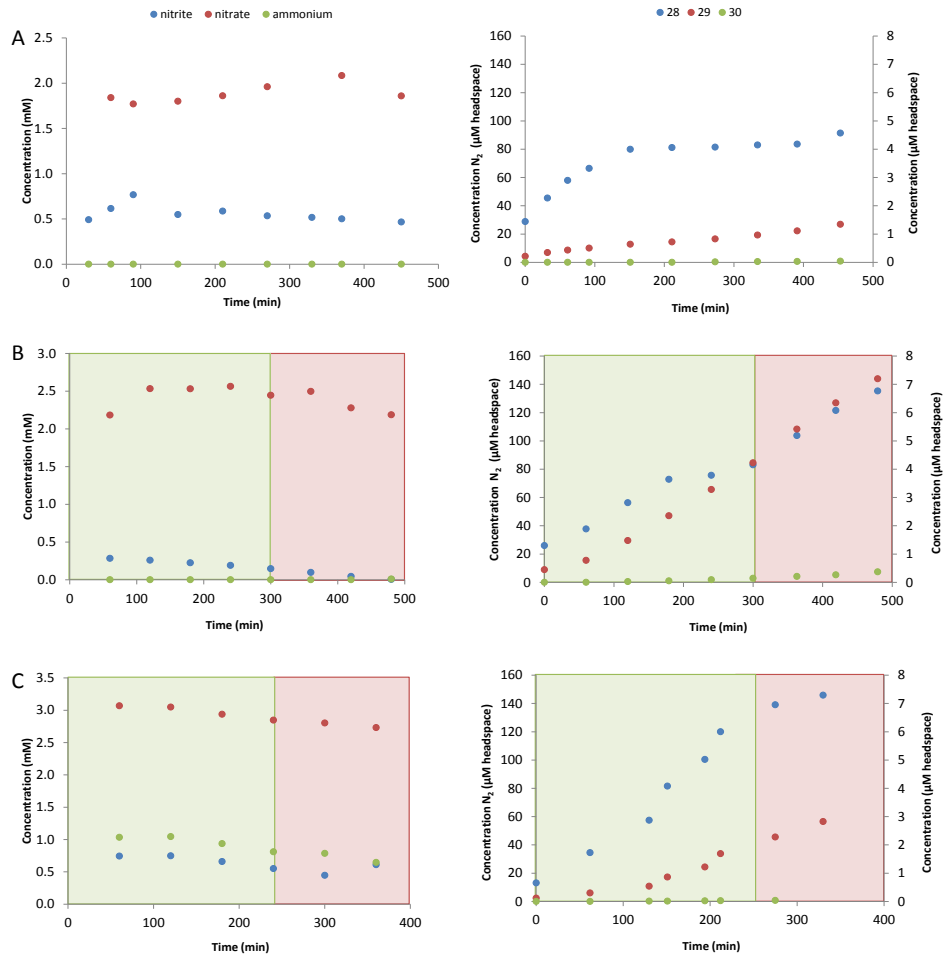 nitrite nitrate ammonium
28 29 30
A
2.5
2.0
1.5
1.0
0.5
0.0
Concentration (mM)
0 100 200 300 400 500
Time (min)
160
140
120
100
80
60
40
20
0
Concentration N2 (µM headspace)
8
7
6
5
4
3
2
1
0
Concentration (µM headspace)
0 100 200 300 400 500
Time (min)
B
3.0
2.5
2.0
1.5
1.0
0.5
0.0
Concentration (mM)
0 100 200 300 400 500
Time (min)
160
140
120
100
80
60
40
20
0
Concentration N2 (µM headspace)
8
7
6
5
4
3
2
1
0
Concentration (µM headspace)
0 100 200 300 400 500
Time (min)
C
3.5
3.0
2.5
2.0
1.5
1.0
0.5
0.0
Concentration (mM)
0 100 200 300 400
Time (min)
160
140
120
100
80
60
40
20
0
Concentration N2 (µM headspace)
8
7
6
5
4
3
2
1
0
Concentration (µM headspace)
0 100 200 300 400
Time (min)